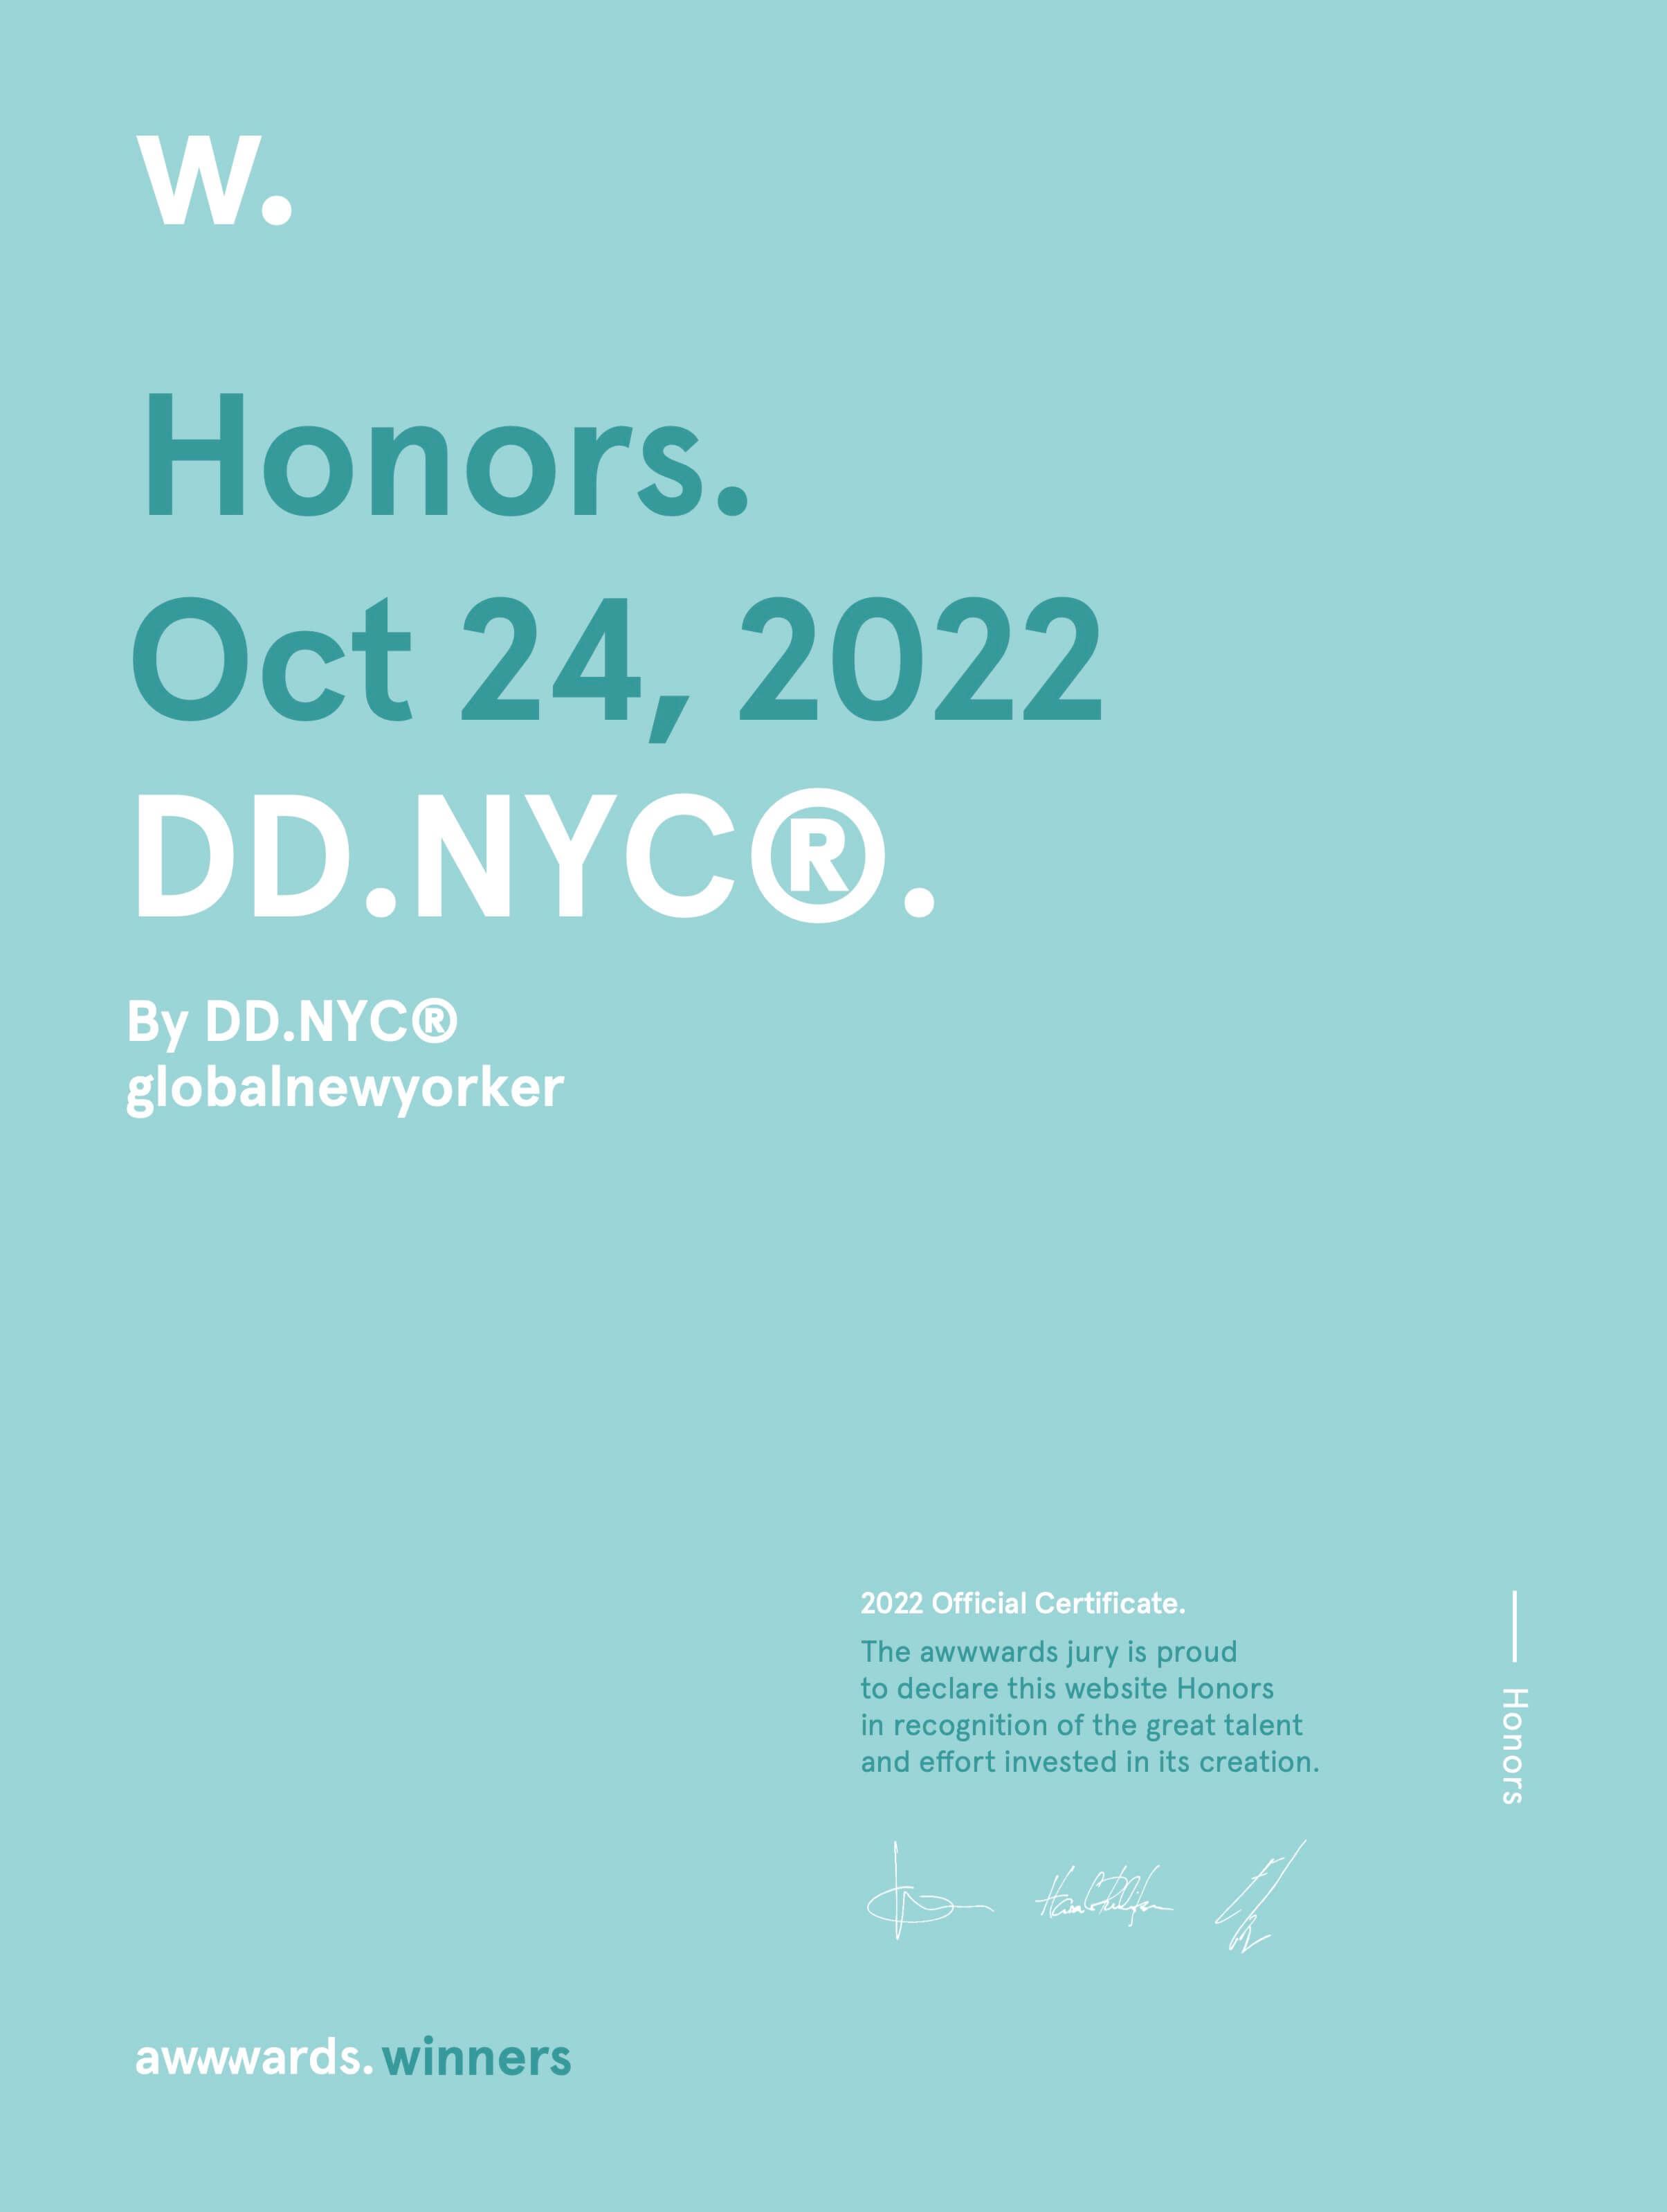 w.
Honors.
Oct 24, 2022
DD.NYC®.
By DD.NYC®
globalnewyorker
2022 Official Certificate.
The awwwards jury is proud
to declare this website Honors
in recognition of the great talent
and effort invested in its creation.
Honors
awwwards. winners